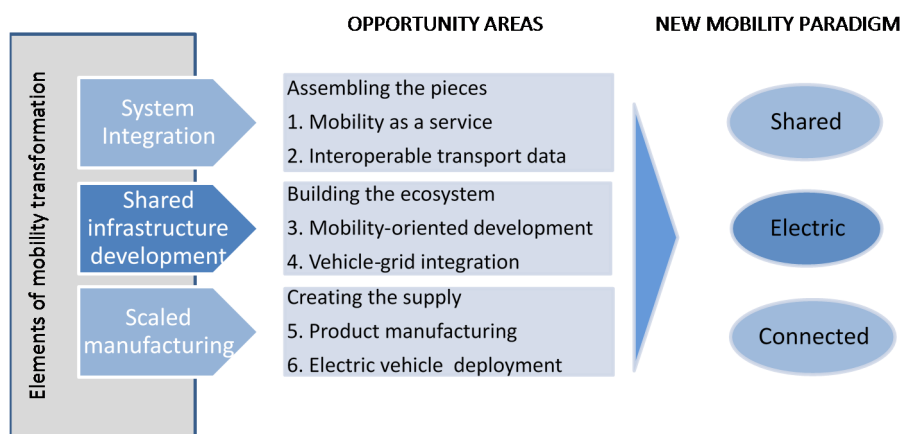 OPPORTUNITY AREAS
NEW MOBILITY PARADIGM
Elements of mobility transformation
System
Integration
Assembling the pieces
1. Mobility as a service
2. Interoperable transport data
Shared
infrastructure
development
Building the ecosystem
3. Mobility-oriented development
4. Vehicle-grid integration
Scaled
manufacturing
Creating the supply
5. Product manufacturing
6. Electric vehicle deployment
Shared
Electric
Connected